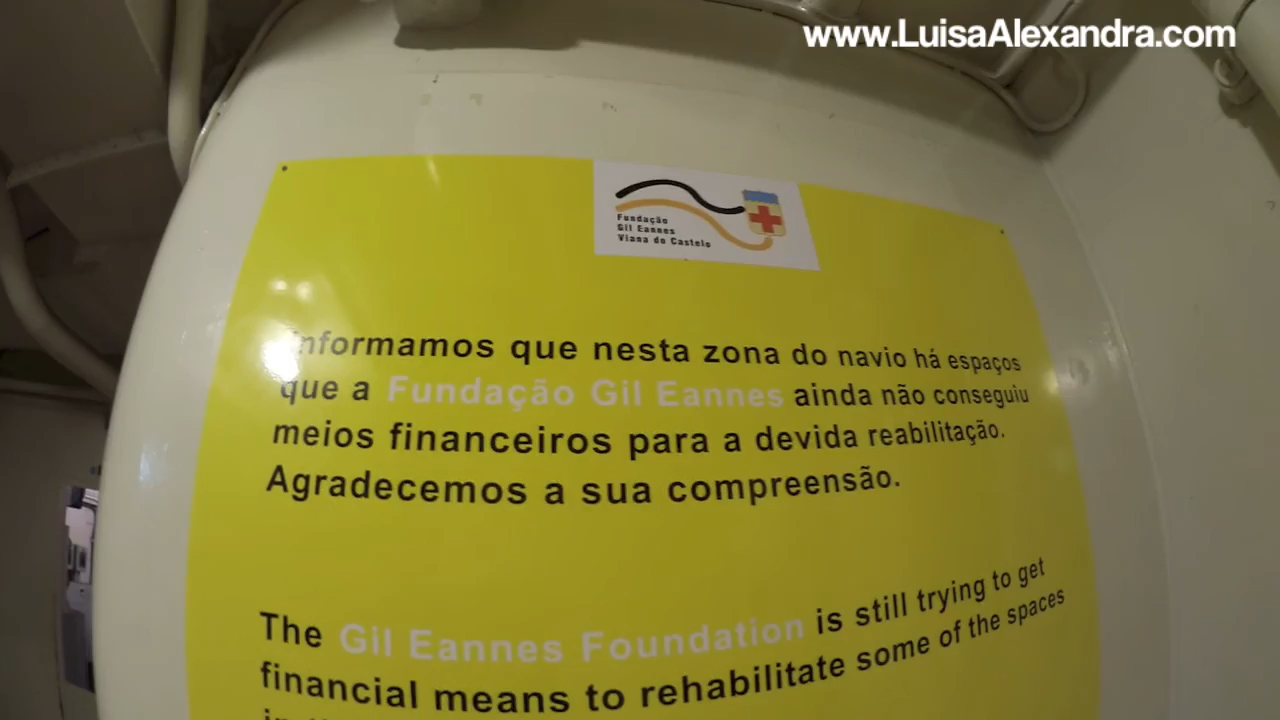 www.LuisaAlexandra.com
Fundação
Gil Eannes
Viana do Castelo
Informamos que nesta zona do navio há espaços
que a Fundação Gil Eannes ainda não conseguiu
meios financeiros para a devida reabilitação.
Agradecemos a sua compreensão.
The Gil Eannes Foundation is still trying to get
financial means to rehabilitate some of the spaces